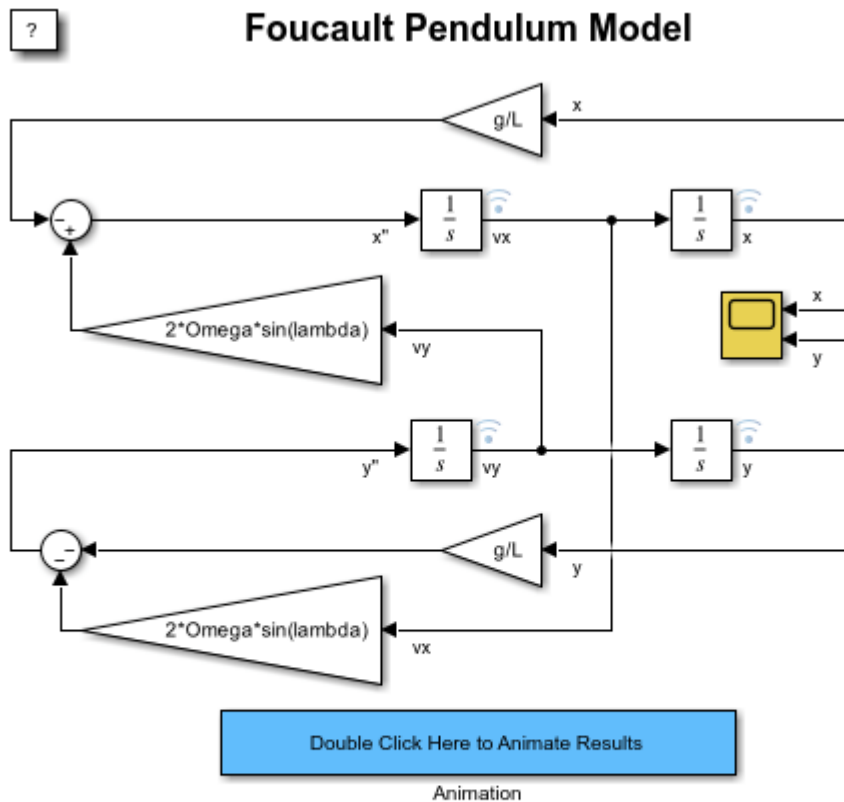 ?
Foucault Pendulum Model
g/L
x
-
+
x"
1
s
vx
1
s
x
2*Omega*sin(lambda)
vy
x
y
y"
1
s
vy
1
s
y
-
-
g/L
y
2*Omega*sin(lambda)
vx
Double Click Here to Animate Results
Animation